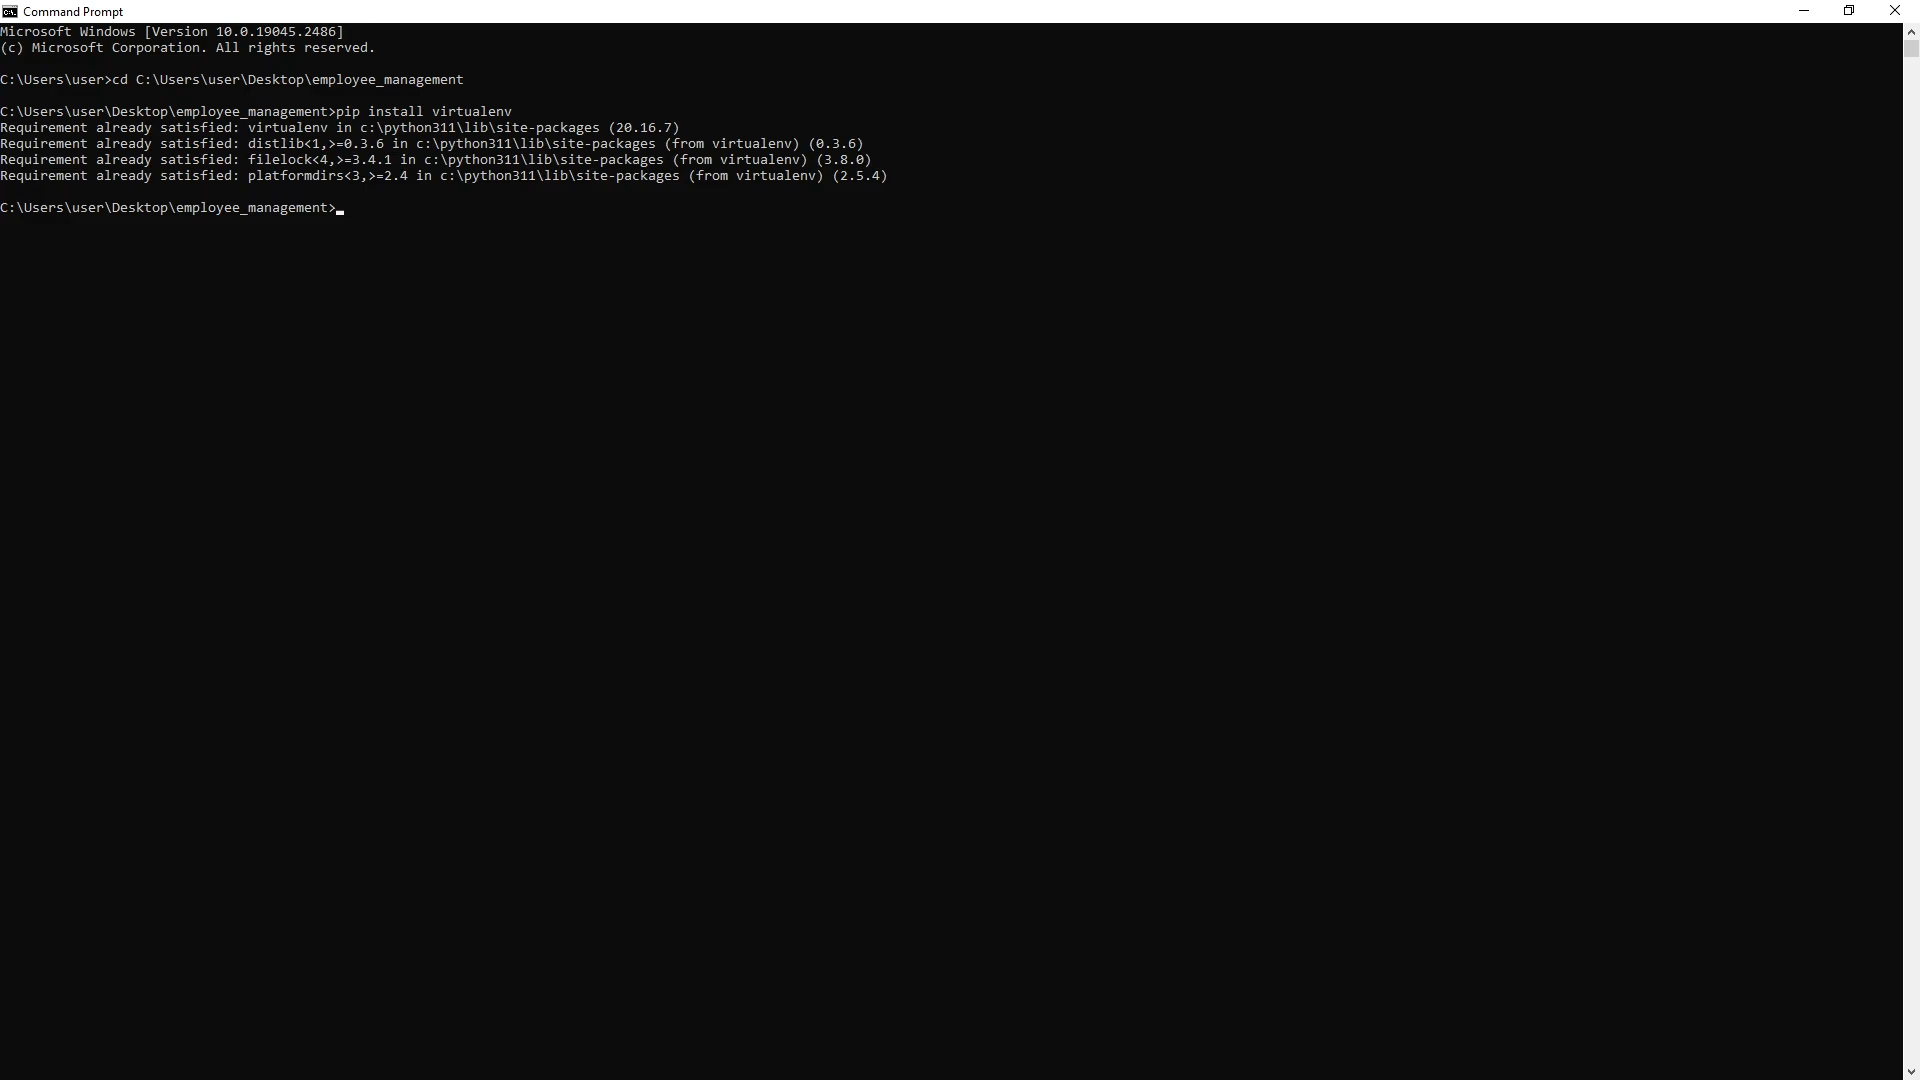 Command Prompt
Microsoft Windows [Version 10.0.19045.2486]
(c) Microsoft Corporation. All rights reserved.
C:\Users\user>cd C:\Users\user\Desktop\employee_management
C:\Users\user\Desktop\employee_management>pip install virtualenv
Requirement already satisfied: virtualenv in c:\python311\lib\site-packages (20.16.7)
Requirement already satisfied: distlib<1,>=0.3.6 in c:\python311\lib\site-packages (from virtualenv) (0.3.6)
Requirement already satisfied: filelock<4,>=3.4.1 in c:\python311\lib\site-packages (from virtualenv) (3.8.0)
Requirement already satisfied: platformdirs<3,>=2.4 in c:\python311\lib\site-packages (from virtualenv) (2.5.4)
C:\Users\user\Desktop\employee_management>